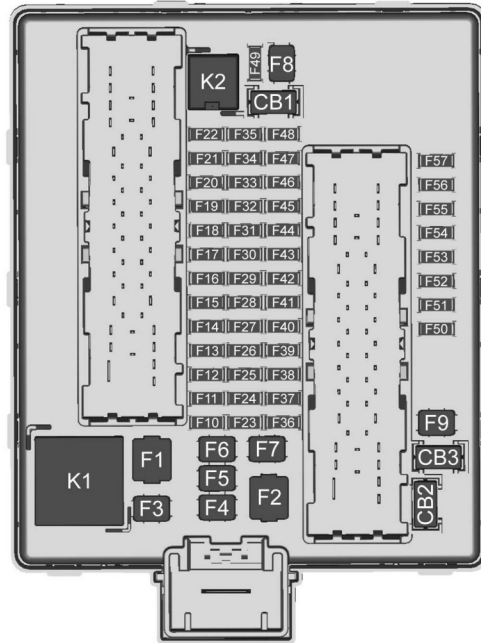 F49 F8
K2
CB1
F22 F35 F48
F21 F34 F47 F57
F20 F33 F46 F56
F19 F32 F45 F55
F18 F31 F44 F54
F17 F30 F43 F53
F16 F29 F42 F52
F15 F28 F41 F51
F14 F27 F40 F50
F13 F26 F39
F12 F25 F38
F11 F24 F37
F10 F23 F36 F9
K1 F1 F6 F7 CB3
F5
F3 F4 F2 CB2